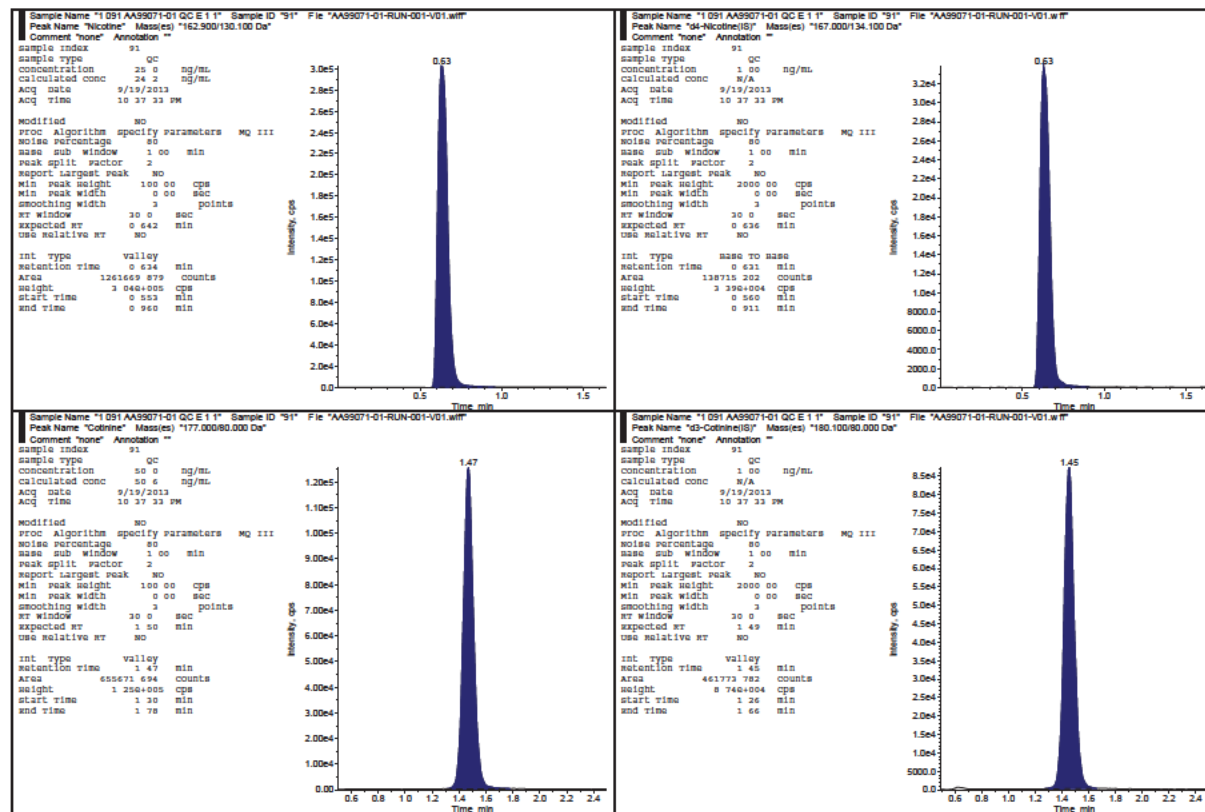 Sample Name "1 091 AA99071-01 QC E 1 1" Sample ID "91" File "AA99071-01-RUN-001-V01.wiff"
Peak Name "Nicotine" Mass(es) "162.900/130.100 Da"
Comment "none" Annotation ""
Sample Index 91
Sample Type QC
Concentration 25 0 ng/mL
Calculated Conc 24 2 ng/mL
Acq Date 9/19/2013
Acq Time 10 37 33 PM
Modified NO
Proc Algorithm Specify Parameters MQ III
Noise Percentage 80
Base Sub Window 1 00 min
Peak Split Factor 2
Report Largest Peak NO
Min Peak Height 100 00 cps
Min Peak Width 0 00 sec
Smoothing Width 3 points
RT Window 30 0 sec
Expected RT 0 642 min
Use Relative RT NO
Int Type Valley
Retention Time 0 634 min
Area 1261669 879 counts
Height 3 04e+005 cps
Start Time 0 553 min
End Time 0 960 min
0.63
3.0e5
2.8e5
2.6e5
2.4e5
2.2e5
2.0e5
1.8e5
1.6e5
1.4e5
1.2e5
1.0e5
8.0e4
6.0e4
4.0e4
2.0e4
0.0
Intensity, cps
0.5 1.0 1.5
Time min
Sample Name "1 091 AA99071-01 QC E 1 1" Sample ID "91" File "AA99071-01-RUN-001-V01.wiff"
Peak Name "d4-Nicotine(IS)" Mass(es) "167.000/134.100 Da"
Comment "none" Annotation ""
Sample Index 91
Sample Type QC
Concentration 1 00 ng/mL
Calculated Conc N/A
Acq Date 9/19/2013
Acq Time 10 37 33 PM
Modified NO
Proc Algorithm Specify Parameters MQ III
Noise Percentage 80
Base Sub Window 1 00 min
Peak Split Factor 2
Report Largest Peak NO
Min Peak Height 2000 00 cps
Min Peak Width 0 00 sec
Smoothing Width 3 points
RT Window 30 0 sec
Expected RT 0 636 min
Use Relative RT NO
Int Type Base To Base
Retention Time 0 631 min
Area 138715 202 counts
Height 3 39e+004 cps
Start Time 0 560 min
End Time 0 911 min
0.63
3.2e4
3.0e4
2.8e4
2.6e4
2.4e4
2.2e4
2.0e4
1.8e4
1.6e4
1.4e4
1.2e4
1.0e4
8000.0
6000.0
4000.0
2000.0
0.0
Intensity, cps
0.5 1.0 1.5
Time min
Sample Name "1 091 AA99071-01 QC E 1 1" Sample ID "91" File "AA99071-01-RUN-001-V01.wiff"
Peak Name "Cotinine" Mass(es) "177.000/80.000 Da"
Comment "none" Annotation ""
Sample Index 91
Sample Type QC
Concentration 50 0 ng/mL
Calculated Conc 50 6 ng/mL
Acq Date 9/19/2013
Acq Time 10 37 33 PM
Modified NO
Proc Algorithm Specify Parameters MQ III
Noise Percentage 80
Base Sub Window 1 00 min
Peak Split Factor 2
Report Largest Peak NO
Min Peak Height 100 00 cps
Min Peak Width 0 00 sec
Smoothing Width 3 points
RT Window 30 0 sec
Expected RT 1 50 min
Use Relative RT NO
Int Type Valley
Retention Time 1 47 min
Area 655671 694 counts
Height 1 25e+005 cps
Start Time 1 30 min
End Time 1 78 min
1.47
1.20e5
1.10e5
1.00e5
9.00e4
8.00e4
7.00e4
6.00e4
5.00e4
4.00e4
3.00e4
2.00e4
1.00e4
0.00
Intensity, cps
0.6 0.8 1.0 1.2 1.4 1.6 1.8 2.0 2.2 2.4
Time min
Sample Name "1 091 AA99071-01 QC E 1 1" Sample ID "91" File "AA99071-01-RUN-001-V01.wiff"
Peak Name "d3-Cotinine(IS)" Mass(es) "180.100/80.000 Da"
Comment "none" Annotation ""
Sample Index 91
Sample Type QC
Concentration 1 00 ng/mL
Calculated Conc N/A
Acq Date 9/19/2013
Acq Time 10 37 33 PM
Modified NO
Proc Algorithm Specify Parameters MQ III
Noise Percentage 80
Base Sub Window 1 00 min
Peak Split Factor 2
Report Largest Peak NO
Min Peak Height 2000 00 cps
Min Peak Width 0 00 sec
Smoothing Width 3 points
RT Window 30 0 sec
Expected RT 1 49 min
Use Relative RT NO
Int Type Valley
Retention Time 1 45 min
Area 461773 782 counts
Height 8 74e+004 cps
Start Time 1 26 min
End Time 1 66 min
1.45
8.5e4
8.0e4
7.5e4
7.0e4
6.5e4
6.0e4
5.5e4
5.0e4
4.5e4
4.0e4
3.5e4
3.0e4
2.5e4
2.0e4
1.5e4
1.0e4
5000.0
0.0
Intensity, cps
0.6 0.8 1.0 1.2 1.4 1.6 1.8 2.0 2.2 2.4
Time min